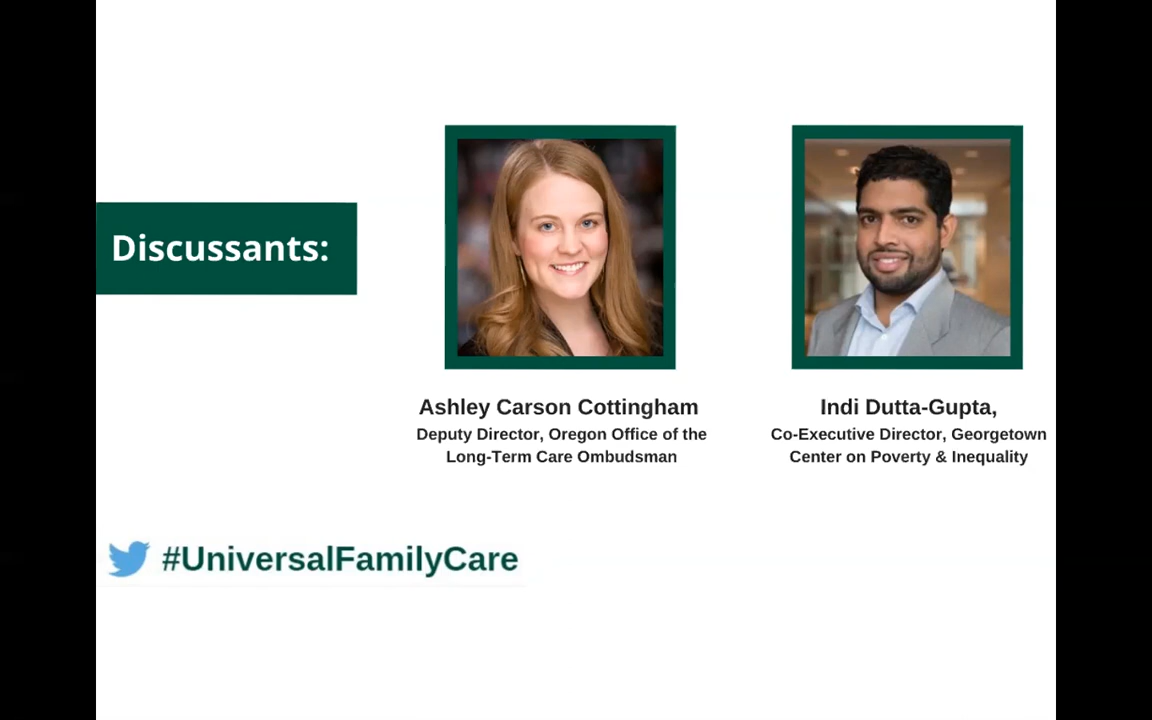 Discussants:
Ashley Carson Cottingham
Deputy Director, Oregon Office of the
Long-Term Care Ombudsman
Indi Dutta-Gupta,
Co-Executive Director, Georgetown
Center on Poverty & Inequality
#UniversalFamilyCare